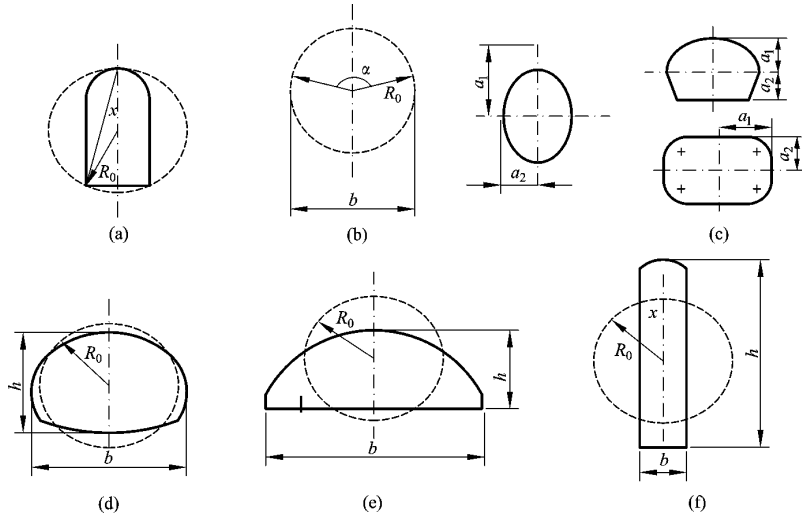 x
R₀
(a)
α
R₀
b
(b)
a₁
a₂
a₁
a₂
a₁
a₂
(c)
h
R₀
b
(d)
R₀
h
b
(e)
x
R₀
h
b
(f)